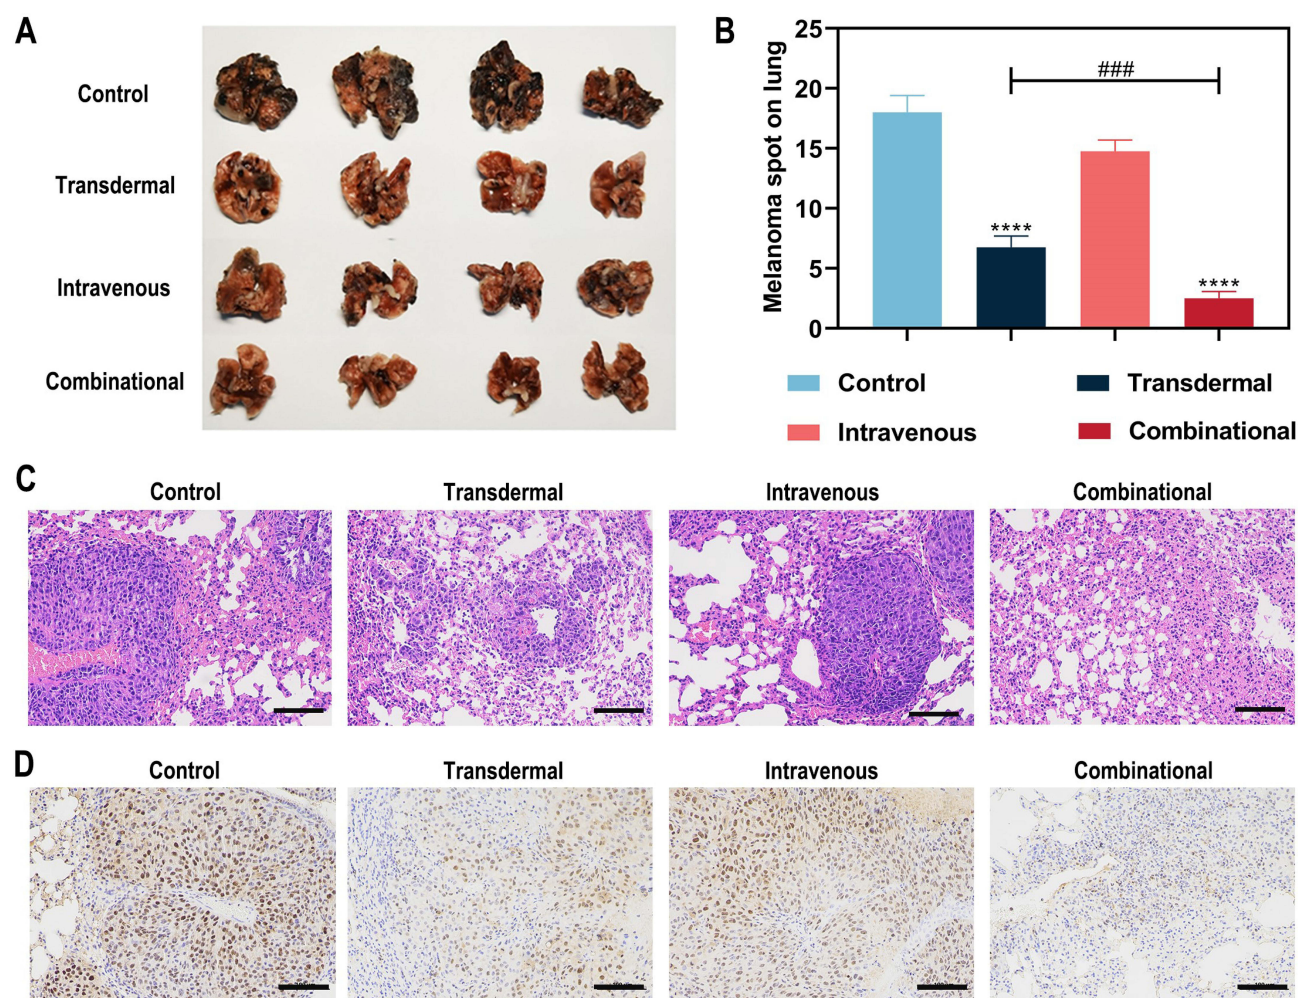 A
Control
Transdermal
Intravenous
Combinational
B
Melanoma spot on lung
25
20
15
10
5
0
###
****
****
Control
Transdermal
Intravenous
Combinational
C
Control
Transdermal
Intravenous
Combinational
D
Control
Transdermal
Intravenous
Combinational